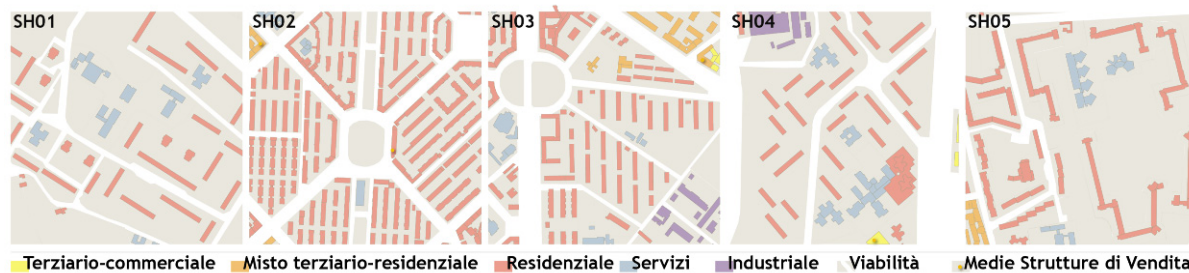 SH01 SH02 SH03 SH04 SH05
Terziario-commerciale Misto terziario-residenziale Residenziale Servizi Industriale Viabilità Medie Strutture di Vendita